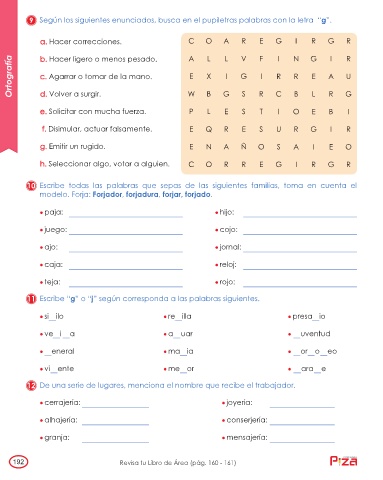 Ortografía
9 Según los siguientes enunciados, busca en el pupiletras palabras con la letra "g".
a. Hacer correcciones.
b. Hacer ligero o menos pesado.
c. Agarrar o tomar de la mano.
d. Volver a surgir.
e. Solicitar con mucha fuerza.
f. Disimular, actuar falsamente.
g. Emitir un rugido.
h. Seleccionar algo, votar a alguien.
C O A R E G I R G R
A L L V F I N G I R
E X I G I R R E A U
W B G S R C B L R G
P L E S T I O E B I
E Q R E S U R G I R
E N A Ñ O S A I E O
C O R R E G I R G R
10 Escribe todas las palabras que sepas de las siguientes familias, toma en cuenta el
modelo. Forja: Forjador, forjadura, forjar, forjado.
• paja: • hijo:
• juego: • cojo:
• ajo: • jornal:
• caja: • reloj:
• teja: • rojo:
11 Escribe "g" o "j" según corresponda a las palabras siguientes.
• si__ilo • re__illa • presa__io
• ve__i__a • a__uar • __uventud
• __eneral • ma__ia • __or__o__eo
• vi__ente • me__or • __ara__e
12 De una serie de lugares, menciona el nombre que recibe el trabajador.
• cerrajería: • joyería:
• alhajería: • conserjería:
• granja: • mensajería:
192 Revisa tu Libro de Área (pág. 160 - 161)